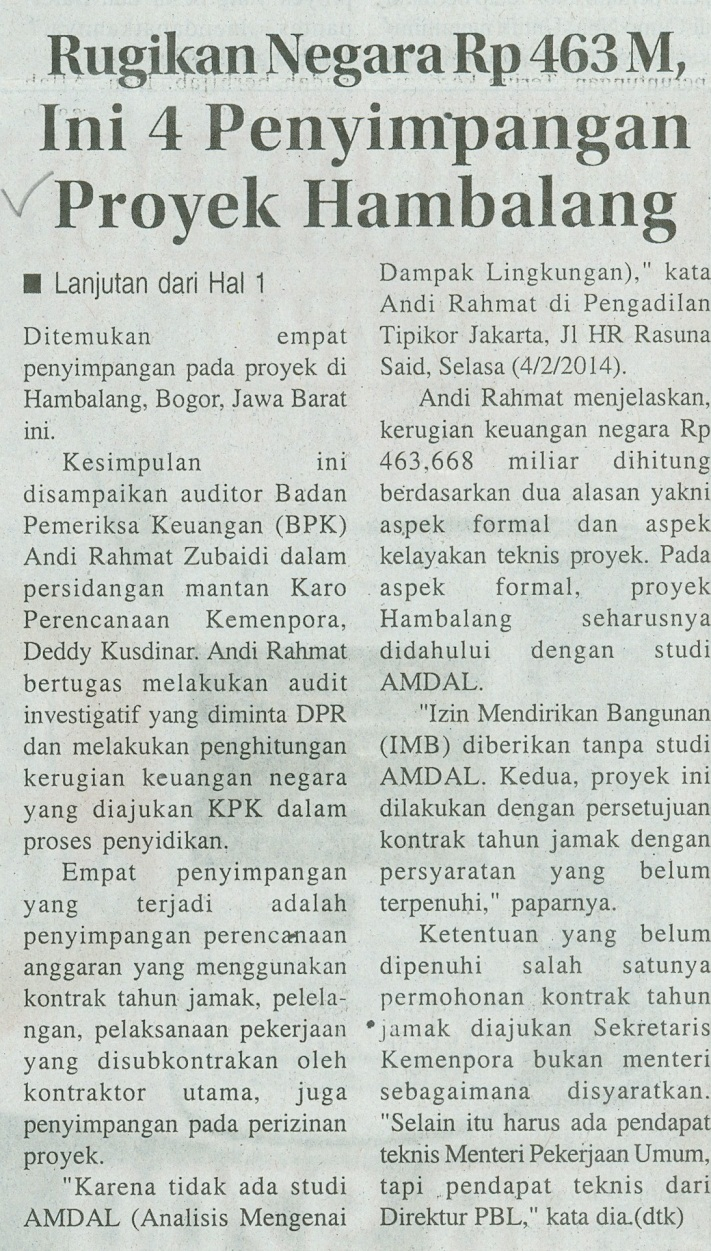 Rugikan Negara Rp 463 M,
Ini 4 Penyimpangan
Proyek Hambalang
■ Lanjutan dari Hal 1
Ditemukan empat
penyimpangan pada proyek di
Hambalang, Bogor, Jawa Barat
ini.
Kesimpulan ini
disampaikan auditor Badan
Pemeriksa Keuangan (BPK)
Andi Rahmat Zubaidi dalam
persidangan mantan Karo
Perencanaan Kemenpora,
Deddy Kusdinar. Andi Rahmat
bertugas melakukan audit
investigatif yang diminta DPR
dan melakukan penghitungan
kerugian keuangan negara
yang diajukan KPK dalam
proses penyidikan.
Empat penyimpangan
yang terjadi adalah
penyimpangan perencanaan
anggaran yang menggunakan
kontrak tahun jamak, pelela-
ngan, pelaksanaan pekerjaan
yang disubkontrakan oleh
kontraktor utama, juga
penyimpangan pada perizinan
proyek.
"Karena tidak ada studi
AMDAL (Analisis Mengenai
Dampak Lingkungan)," kata
Andi Rahmat di Pengadilan
Tipikor Jakarta, Jl HR Rasuna
Said, Selasa (4/2/2014).
Andi Rahmat menjelaskan,
kerugian keuangan negara Rp
463,668 miliar dihitung
berdasarkan dua alasan yakni
aspek formal dan aspek
kelayakan teknis proyek. Pada
aspek formal, proyek
Hambalang seharusnya
didahului dengan studi
AMDAL.
"Izin Mendirikan Bangunan
(IMB) diberikan tanpa studi
AMDAL. Kedua, proyek ini
dilakukan dengan persetujuan
kontrak tahun jamak dengan
persyaratan yang belum
terpenuhi," paparnya.
Ketentuan yang belum
dipenuhi salah satunya
permohonan kontrak tahun
jamak diajukan Sekretaris
Kemenpora bukan menteri
sebagaimana disyaratkan.
"Selain itu harus ada pendapat
teknis Menteri Pekerjaan Umum,
tapi pendapat teknis dari
Direktur PBL," kata dia.(dtk)